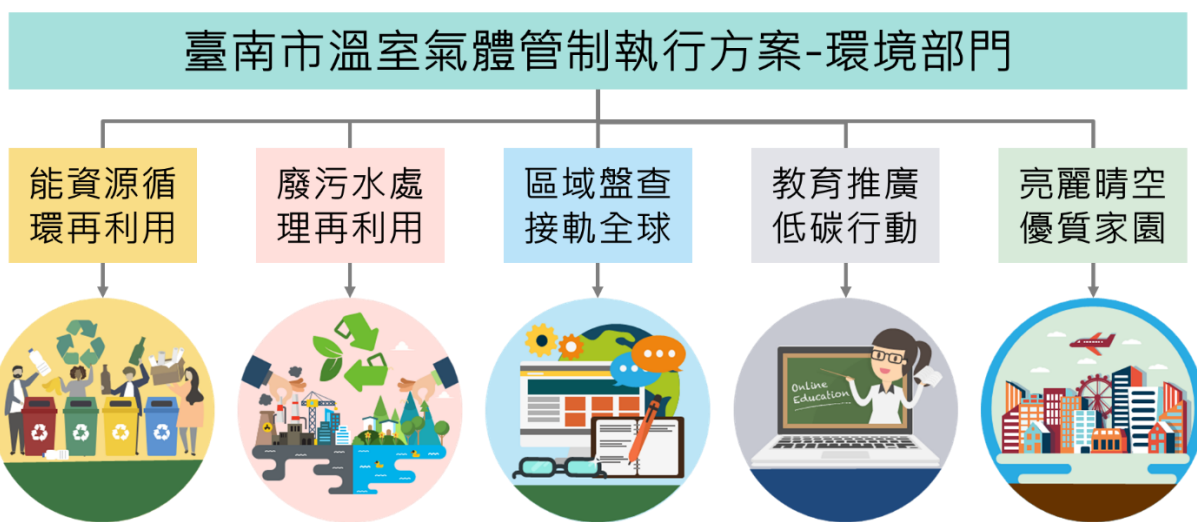 臺南市溫室氣體管制執行方案-環境部門
能資源循
環再利用
廢污水處
理再利用
區域盤查
接軌全球
教育推廣
低碳行動
亮麗晴空
優質家園
Online
Education